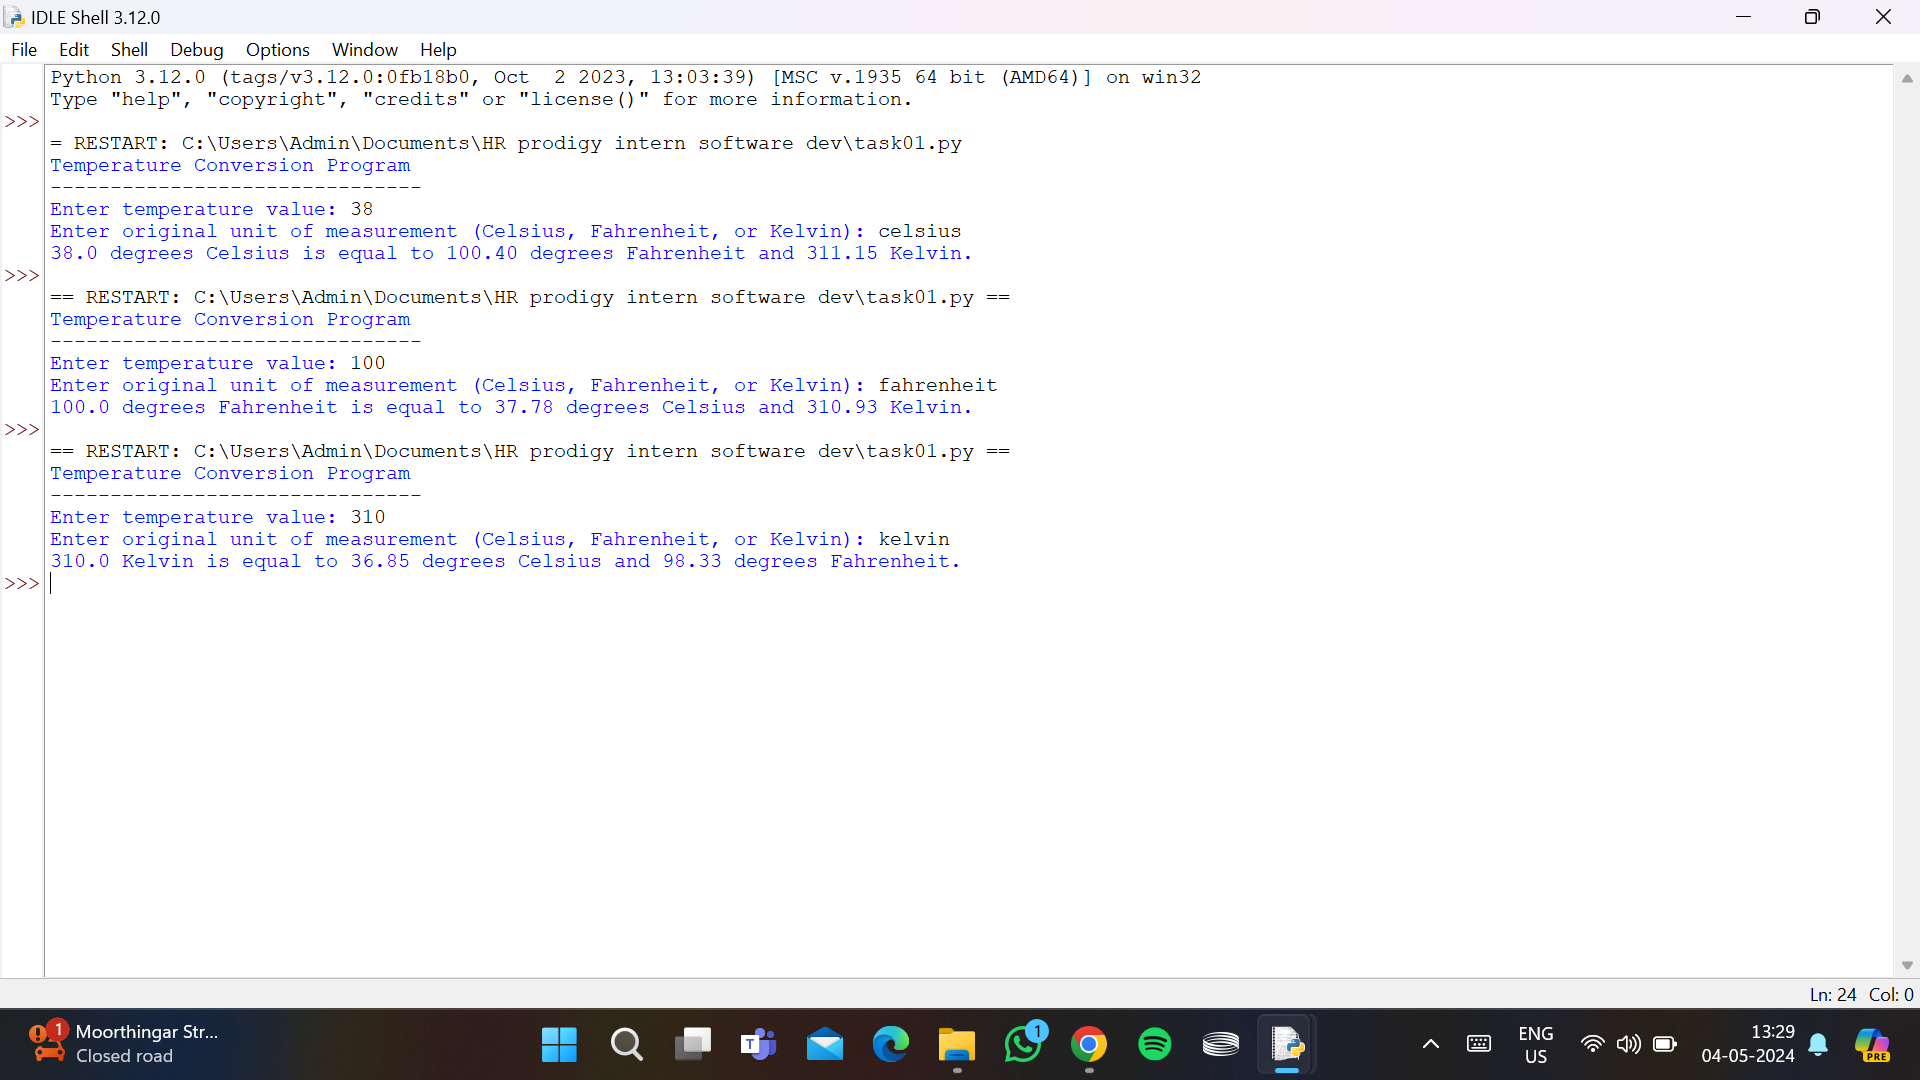 IDLE Shell 3.12.0
File Edit Shell Debug Options Window Help
Python 3.12.0 (tags/v3.12.0:0fb18b0, Oct  2 2023, 13:03:39) [MSC v.1935 64 bit (AMD64)] on win32
Type "help", "copyright", "credits" or "license()" for more information.
>>>
= RESTART: C:\Users\Admin\Documents\HR prodigy intern software dev\task01.py
Temperature Conversion Program
-------------------------------
Enter temperature value: 38
Enter original unit of measurement (Celsius, Fahrenheit, or Kelvin): celsius
38.0 degrees Celsius is equal to 100.40 degrees Fahrenheit and 311.15 Kelvin.
>>>
== RESTART: C:\Users\Admin\Documents\HR prodigy intern software dev\task01.py ==
Temperature Conversion Program
-------------------------------
Enter temperature value: 100
Enter original unit of measurement (Celsius, Fahrenheit, or Kelvin): fahrenheit
100.0 degrees Fahrenheit is equal to 37.78 degrees Celsius and 310.93 Kelvin.
>>>
== RESTART: C:\Users\Admin\Documents\HR prodigy intern software dev\task01.py ==
Temperature Conversion Program
-------------------------------
Enter temperature value: 310
Enter original unit of measurement (Celsius, Fahrenheit, or Kelvin): kelvin
310.0 Kelvin is equal to 36.85 degrees Celsius and 98.33 degrees Fahrenheit.
>>>
Ln: 24 Col: 0
1
Moorthingar Str...
Closed road
T
1
ENG
US
13:29
04-05-2024
PRE